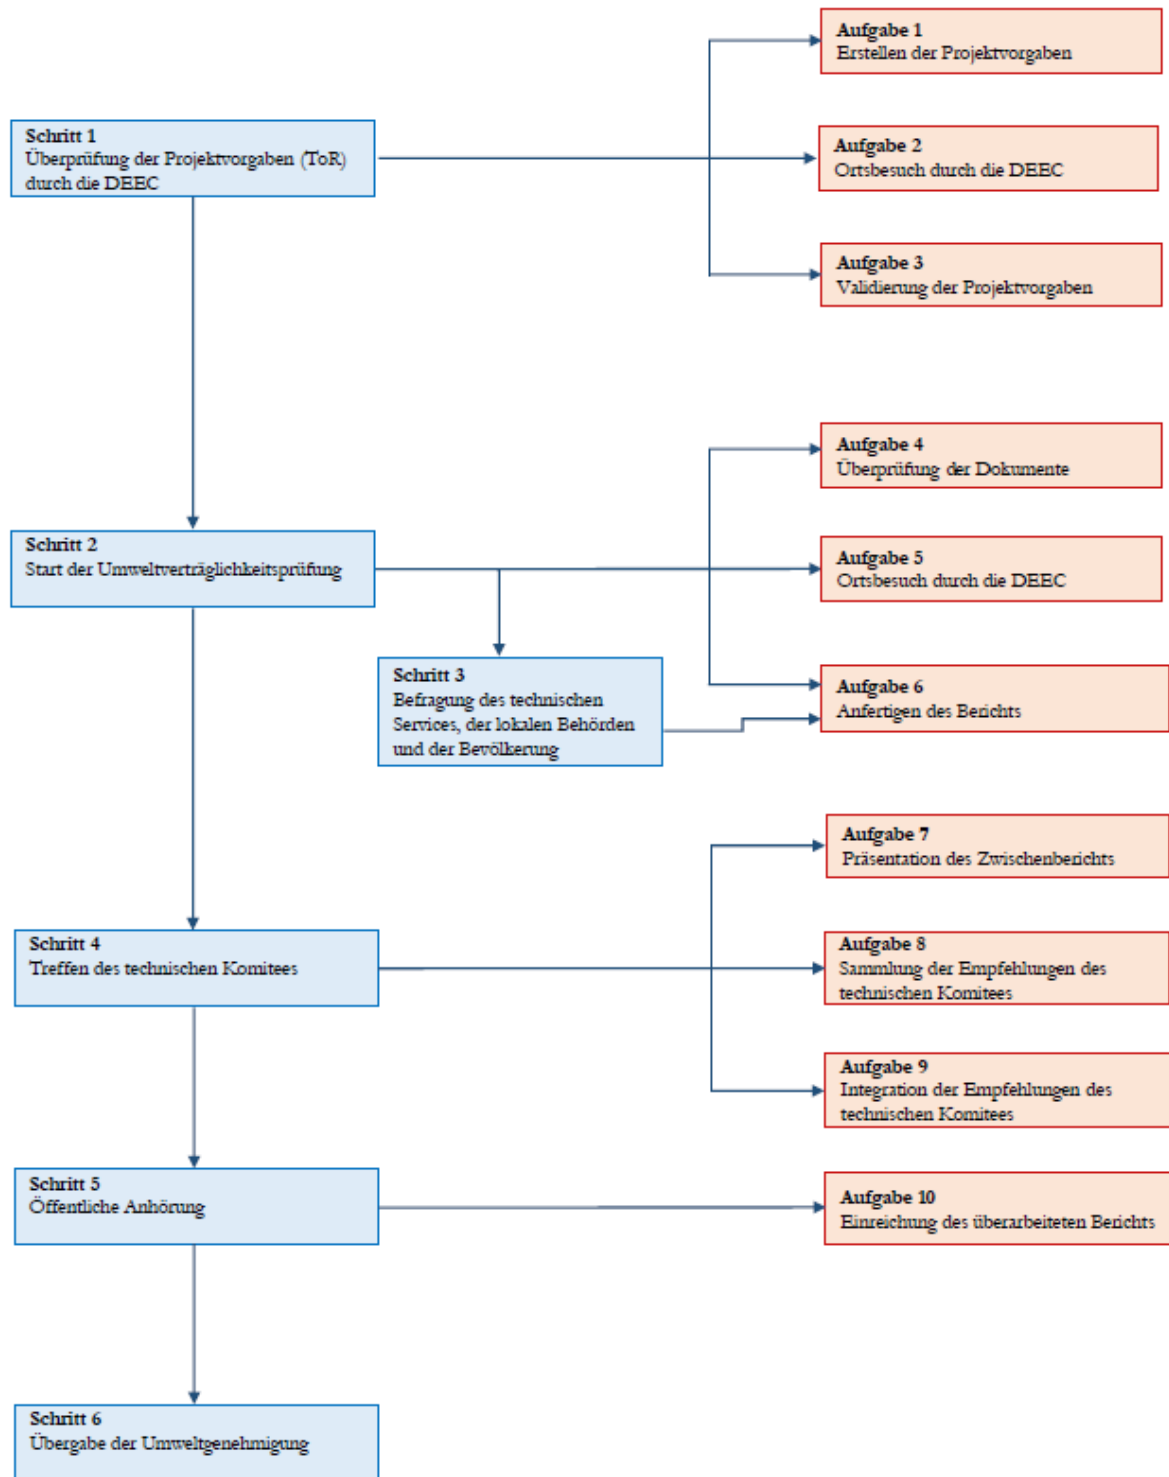 Aufgabe 1
Erstellen der Projektvorgaben
Schritt 1
Überprüfung der Projektvorgaben (ToR)
durch die DEEC
Aufgabe 2
Ortsbesuch durch die DEEC
Aufgabe 3
Validierung der Projektvorgaben
Aufgabe 4
Überprüfung der Dokumente
Schritt 2
Start der Umweltverträglichkeitsprüfung
Aufgabe 5
Ortsbesuch durch die DEEC
Schritt 3
Befragung des technischen
Services, der lokalen Behörden
und der Bevölkerung
Aufgabe 6
Anfertigen des Berichts
Aufgabe 7
Präsentation des Zwischenberichts
Schritt 4
Treffen des technischen Komitees
Aufgabe 8
Sammlung der Empfehlungen des
technischen Komitees
Aufgabe 9
Integration der Empfehlungen des
technischen Komitees
Schritt 5
Öffentliche Anhörung
Aufgabe 10
Einreichung des überarbeiteten Berichts
Schritt 6
Übergabe der Umweltgenehmigung